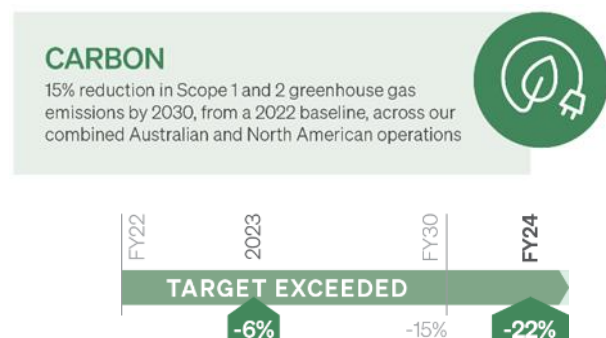 CARBON
15% reduction in Scope 1 and 2 greenhouse gas
emissions by 2030, from a 2022 baseline, across our
combined Australian and North American operations
FY22
2023
FY30
FY24
TARGET EXCEEDED
-6%
-15%
-22%